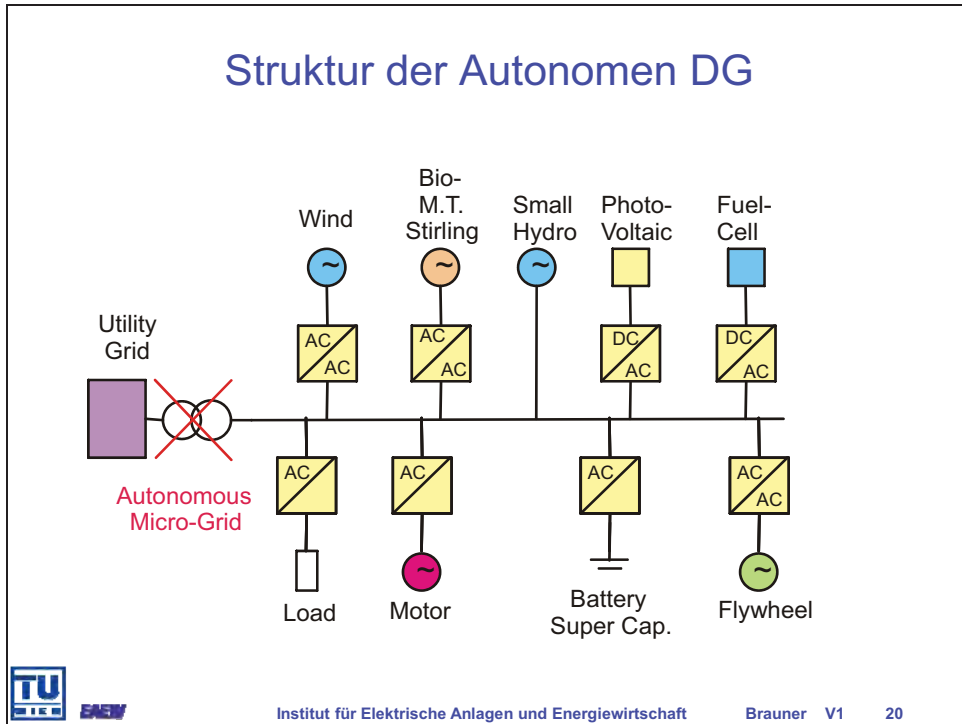 Struktur der Autonomen DG
Wind
Bio-
M.T.
Stirling
Small
Hydro
Photo-
Voltaic
Fuel-
Cell
~
~
~
Utility
Grid
AC
AC
AC
AC
DC
AC
DC
AC
Autonomous
Micro-Grid
AC
AC
AC
AC
AC
~
~
Load
Motor
Battery
Super Cap.
Flywheel
TU
WIEN
EAEW
Institut für Elektrische Anlagen und Energiewirtschaft Brauner V1 20